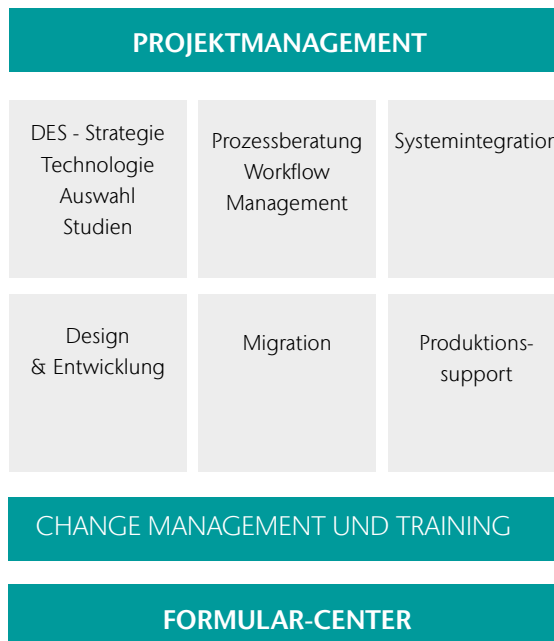 PROJEKTMANAGEMENT
DES - Strategie
Technologie
Auswahl
Studien
Prozessberatung
Workflow
Management
Systemintegration
Design
& Entwicklung
Migration
Produktions-
support
CHANGE MANAGEMENT UND TRAINING
FORMULAR-CENTER